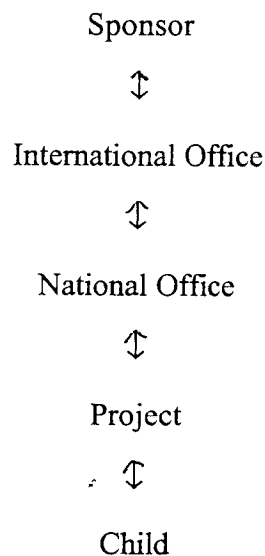 Sponsor
↕
International Office
↕
National Office
↕
Project
↕
Child